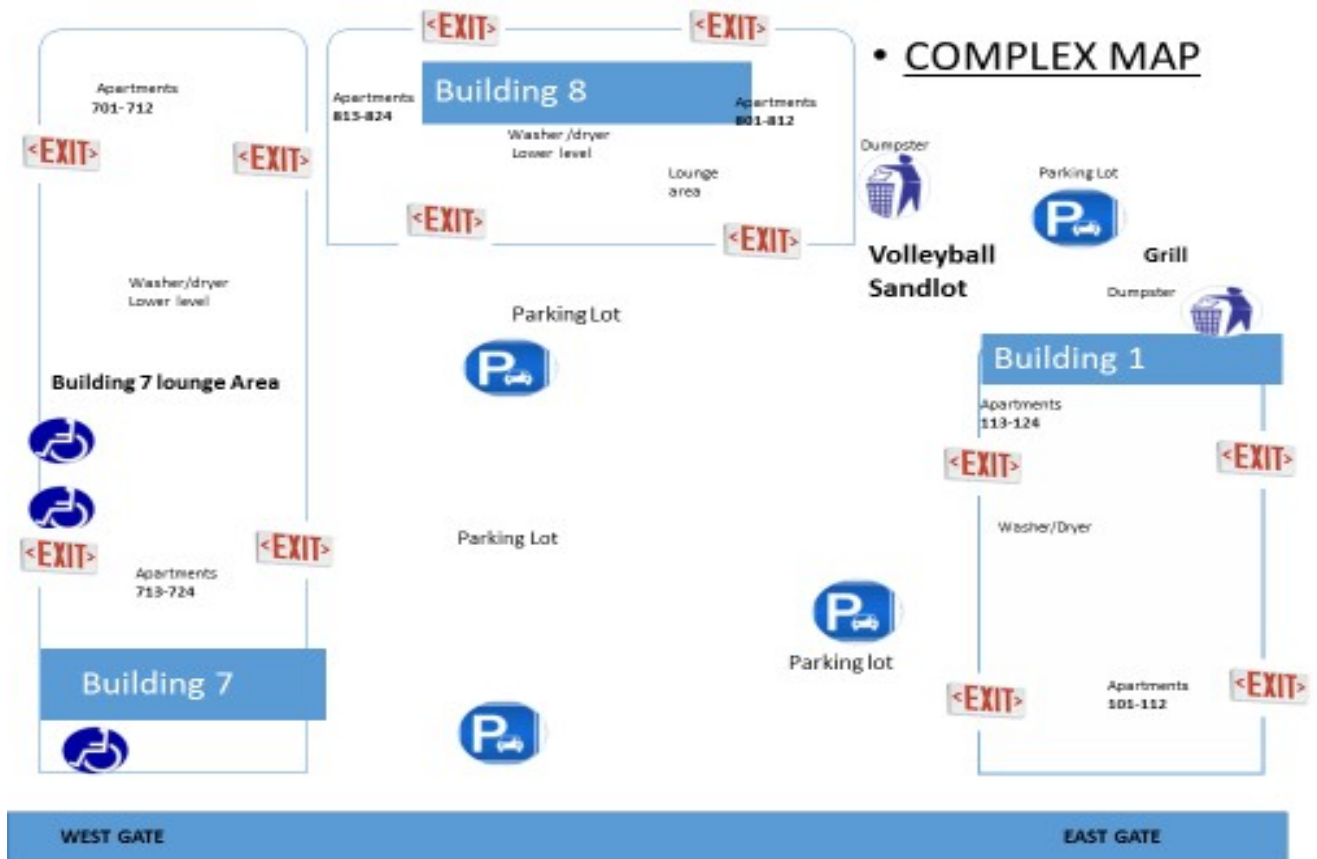 • COMPLEX MAP
<EXIT>
<EXIT>
Building 8
Apartments
701-712
Apartments
813-824
Apartments
801-812
Washer/dryer
Lower level
<EXIT>
<EXIT>
Lounge
area
Dumpster
Parking Lot
P
<EXIT>
<EXIT>
Volleyball
Sandlot
Grill
Washer/dryer
Lower level
Dumpster
Parking Lot
P
Building 1
Building 7 lounge Area
Apartments
113-124
<EXIT>
<EXIT>
Washer/Dryer
Parking Lot
<EXIT>
<EXIT>
Apartments
713-724
P
Parking lot
Building 7
<EXIT>
<EXIT>
Apartments
101-112
P
WEST GATE
EAST GATE